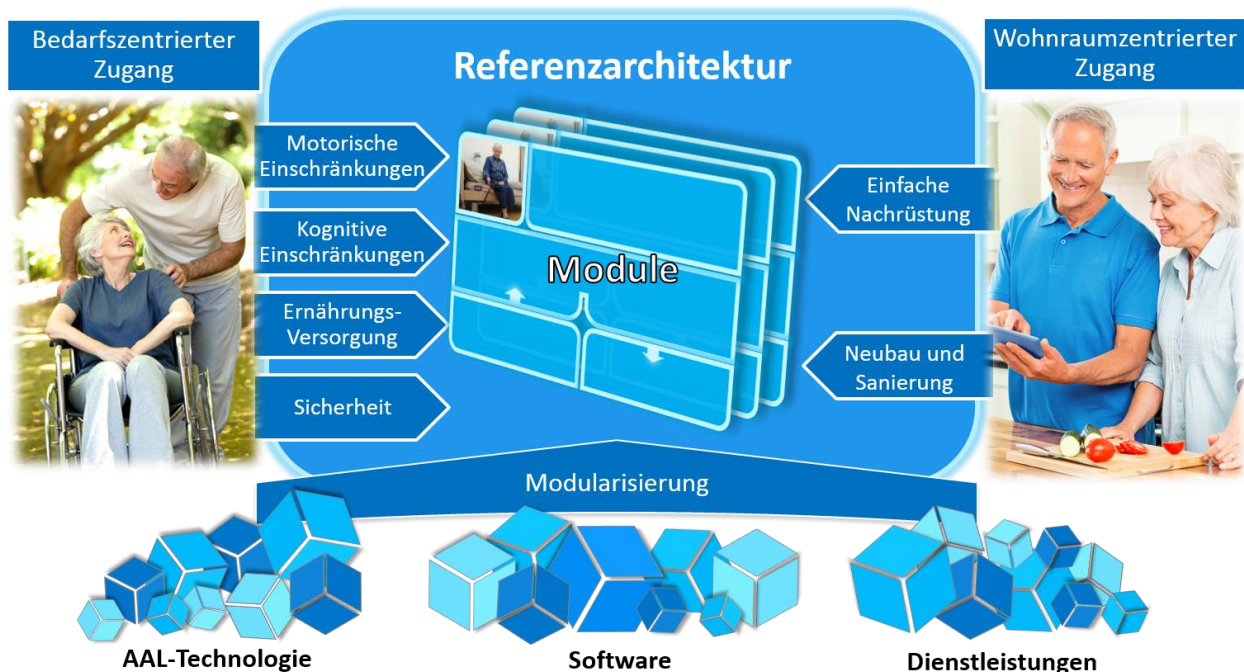 Bedarfszentrierter
Zugang
Referenzarchitektur
Wohnraumzentrierter
Zugang
Motorische
Einschränkungen
Kognitive
Einschränkungen
Ernährungs-
Versorgung
Sicherheit
Module
Einfache
Nachrüstung
Neubau und
Sanierung
Modularisierung
AAL-Technologie
Software
Dienstleistungen